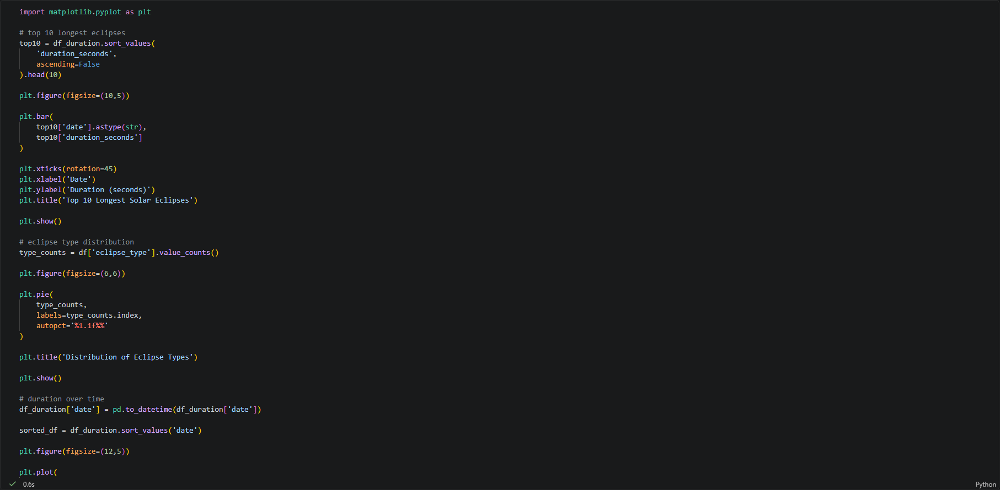 import matplotlib.pyplot as plt
# top 10 longest eclipses
top10 = df_duration.sort_values(
    'duration_seconds',
    ascending=False
).head(10)
plt.figure(figsize=(10,5))
plt.bar(
    top10['date'].astype(str),
    top10['duration_seconds']
)
plt.xticks(rotation=45)
plt.xlabel('Date')
plt.ylabel('Duration (seconds)')
plt.title('Top 10 Longest Solar Eclipses')
plt.show()
# eclipse type distribution
type_counts = df['eclipse_type'].value_counts()
plt.figure(figsize=(6,6))
plt.pie(
    type_counts,
    labels=type_counts.index,
    autopct='%1.1f%%'
)
plt.title('Distribution of Eclipse Types')
plt.show()
# duration over time
df_duration['date'] = pd.to_datetime(df_duration['date'])
sorted_df = df_duration.sort_values('date')
plt.figure(figsize=(12,5))
plt.plot(
0.6s
Python